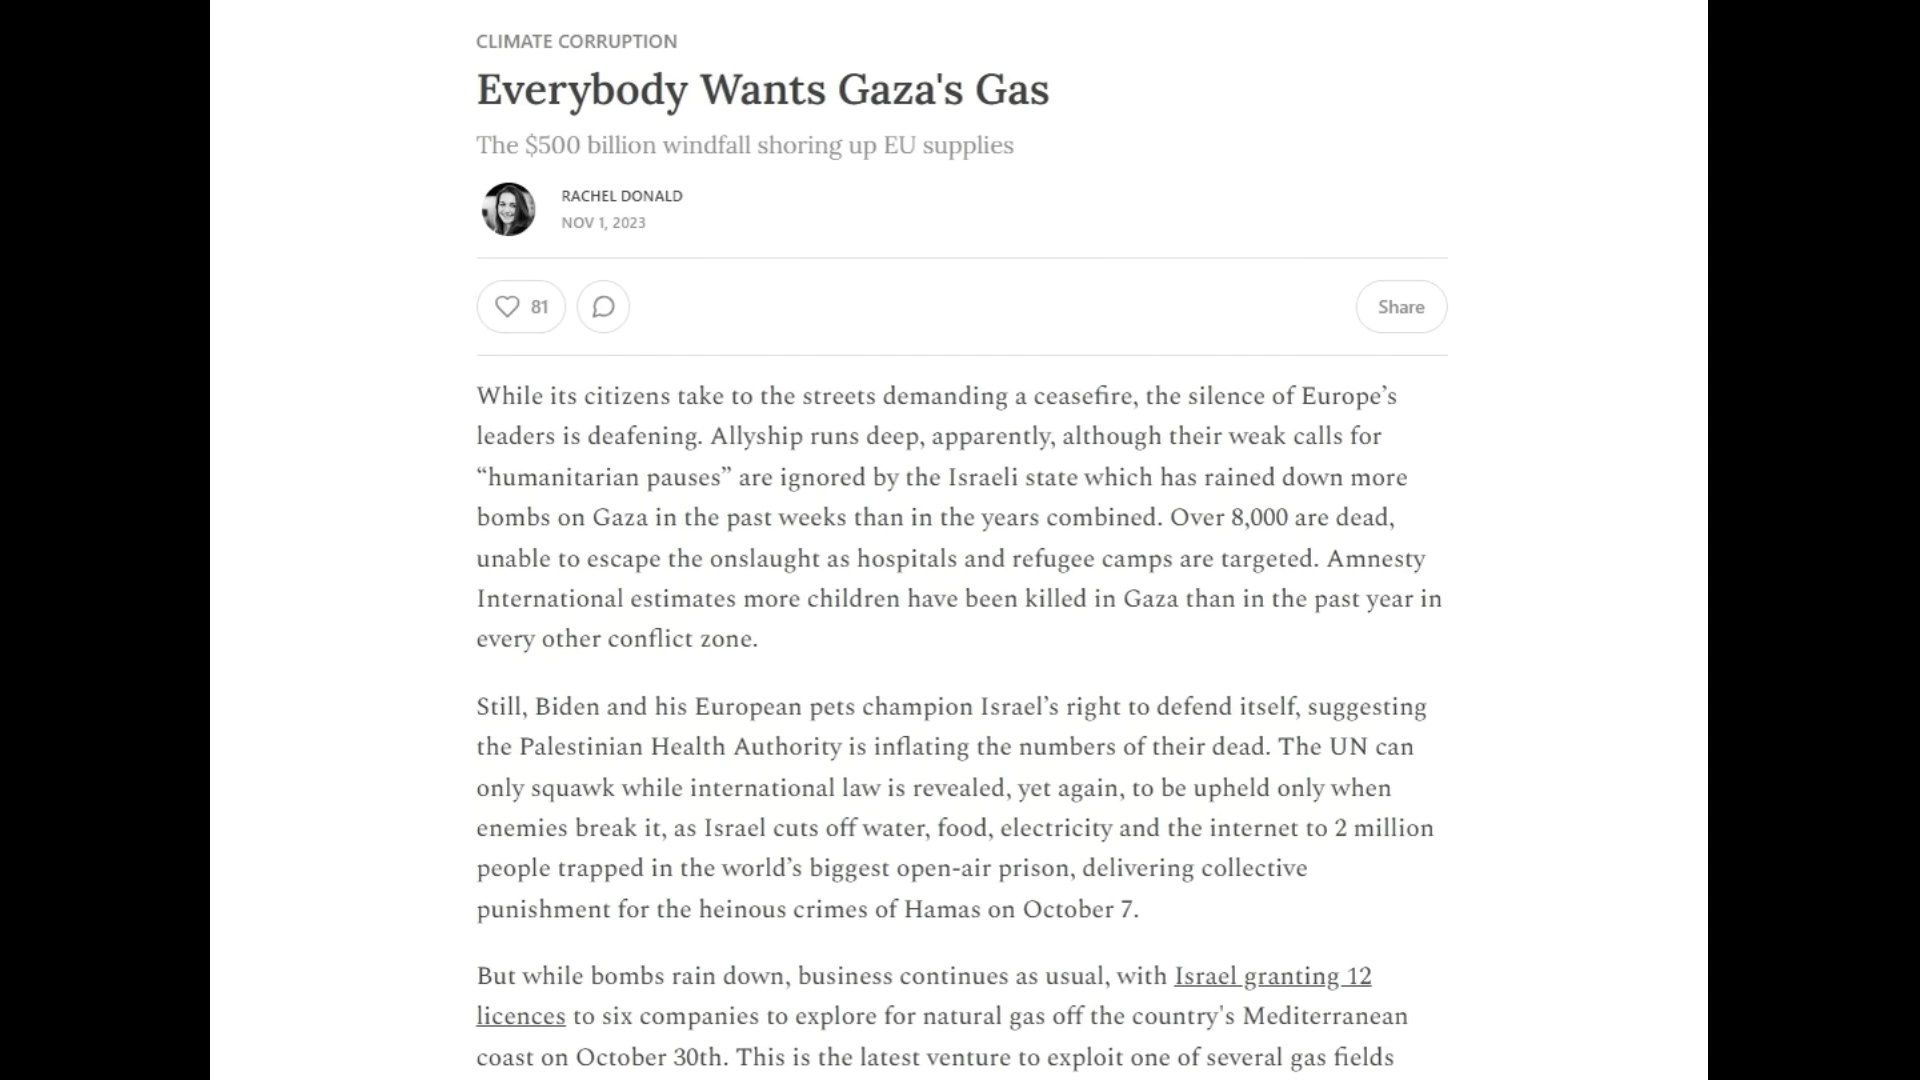 CLIMATE CORRUPTION
Everybody Wants Gaza's Gas
The $500 billion windfall shoring up EU supplies
RACHEL DONALD
NOV 1, 2023
81
Share
While its citizens take to the streets demanding a ceasefire, the silence of Europe’s
leaders is deafening. Allyship runs deep, apparently, although their weak calls for
“humanitarian pauses” are ignored by the Israeli state which has rained down more
bombs on Gaza in the past weeks than in the years combined. Over 8,000 are dead,
unable to escape the onslaught as hospitals and refugee camps are targeted. Amnesty
International estimates more children have been killed in Gaza than in the past year in
every other conflict zone.
Still, Biden and his European pets champion Israel’s right to defend itself, suggesting
the Palestinian Health Authority is inflating the numbers of their dead. The UN can
only squawk while international law is revealed, yet again, to be upheld only when
enemies break it, as Israel cuts off water, food, electricity and the internet to 2 million
people trapped in the world’s biggest open-air prison, delivering collective
punishment for the heinous crimes of Hamas on October 7.
But while bombs rain down, business continues as usual, with Israel granting 12
licences to six companies to explore for natural gas off the country's Mediterranean
coast on October 30th. This is the latest venture to exploit one of several gas fields